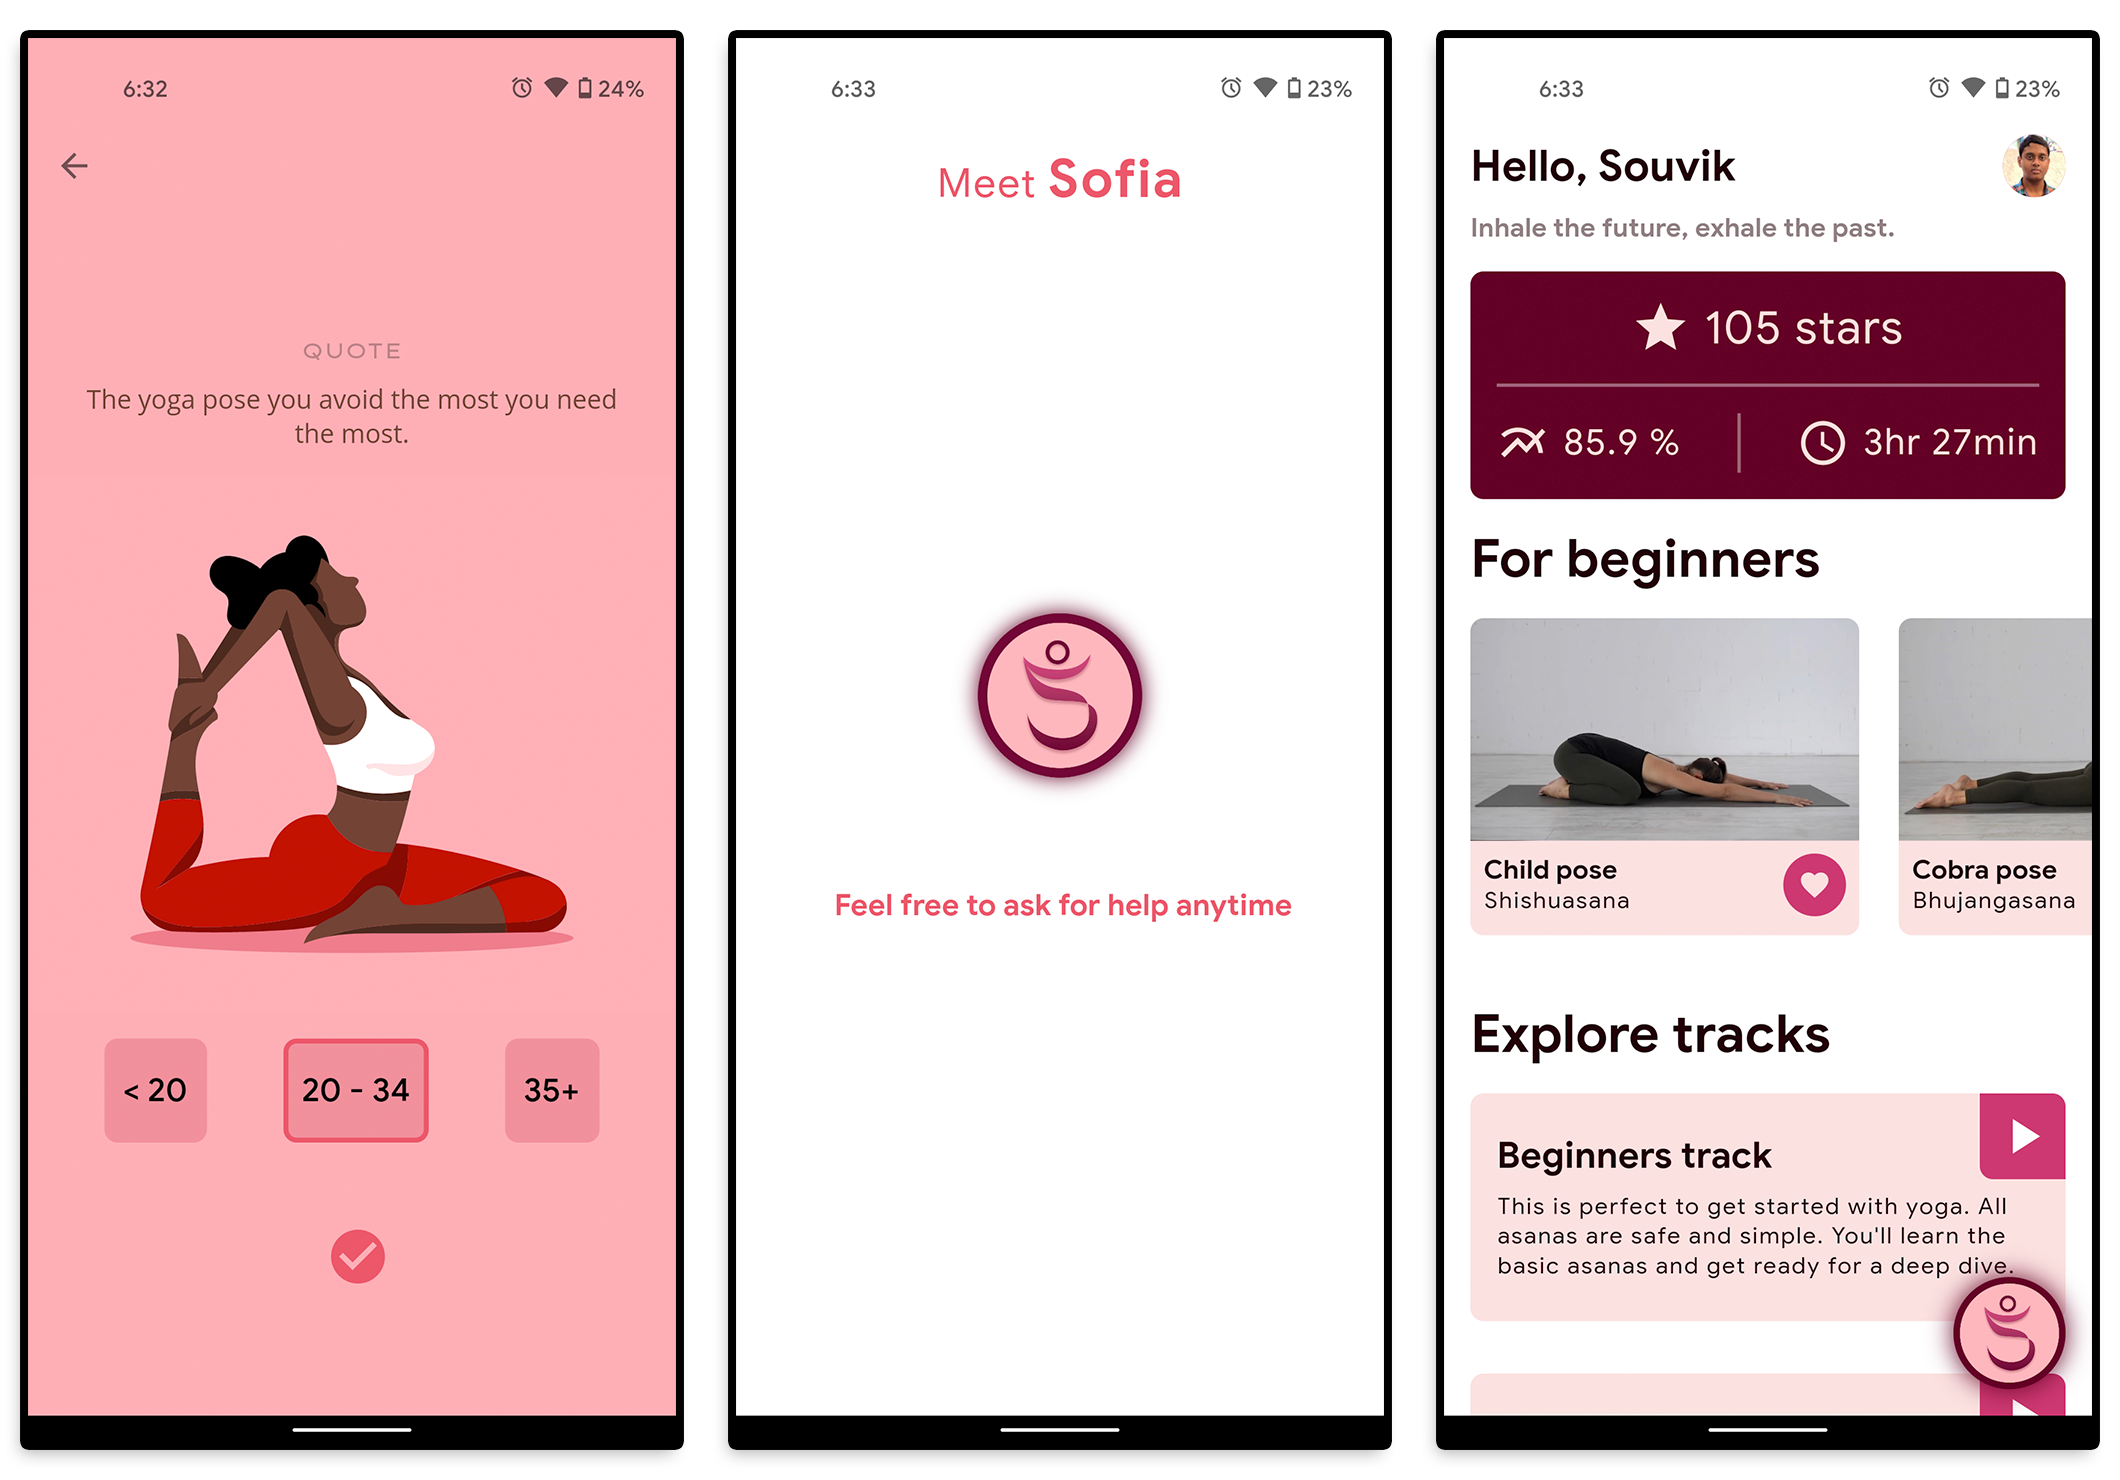 6:32
24%
QUOTE
The yoga pose you avoid the most you need
the most.
< 20
20 - 34
35+
6:33
23%
Meet Sofia
Feel free to ask for help anytime
6:33
23%
Hello, Souvik
Inhale the future, exhale the past.
105 stars
85.9 %
3hr 27min
For beginners
Child pose
Shishuasana
Cobra pose
Bhujangasana
Explore tracks
Beginners track
This is perfect to get started with yoga. All
asanas are safe and simple. You'll learn the
basic asanas and get ready for a deep dive.